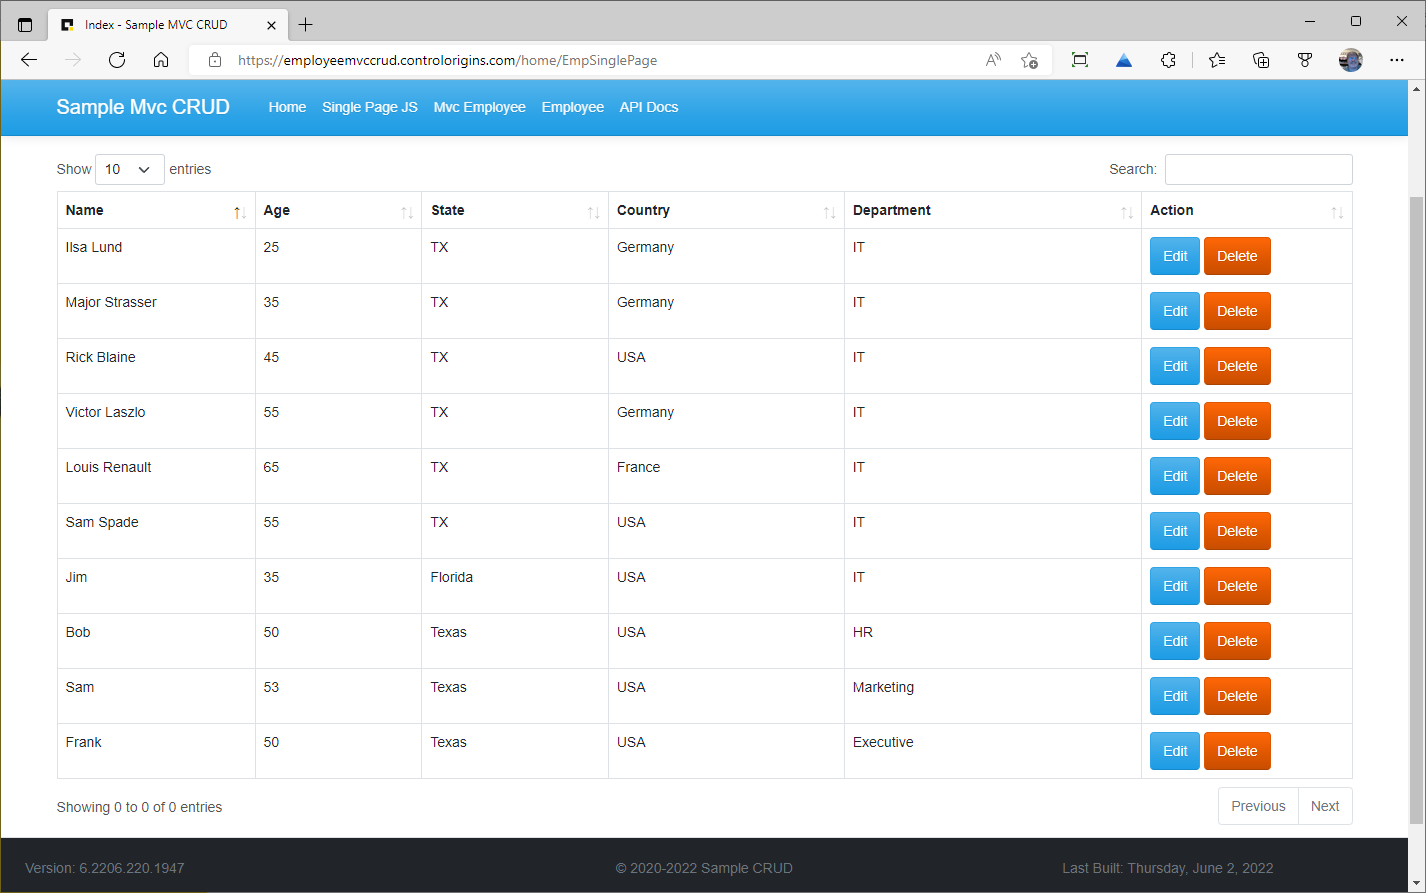 Index - Sample MVC CRUD
https://employeemvccrud.controlorigins.com/home/EmpSinglePage
Sample Mvc CRUD Home Single Page JS Mvc Employee Employee API Docs
Show 10 entries Search:
Name Age State Country Department Action
Ilsa Lund 25 TX Germany IT Edit Delete
Major Strasser 35 TX Germany IT Edit Delete
Rick Blaine 45 TX USA IT Edit Delete
Victor Laszlo 55 TX Germany IT Edit Delete
Louis Renault 65 TX France IT Edit Delete
Sam Spade 55 TX USA IT Edit Delete
Jim 35 Florida USA IT Edit Delete
Bob 50 Texas USA HR Edit Delete
Sam 53 Texas USA Marketing Edit Delete
Frank 50 Texas USA Executive Edit Delete
Showing 0 to 0 of 0 entries Previous Next
Version: 6.2206.220.1947 © 2020-2022 Sample CRUD Last Built: Thursday, June 2, 2022